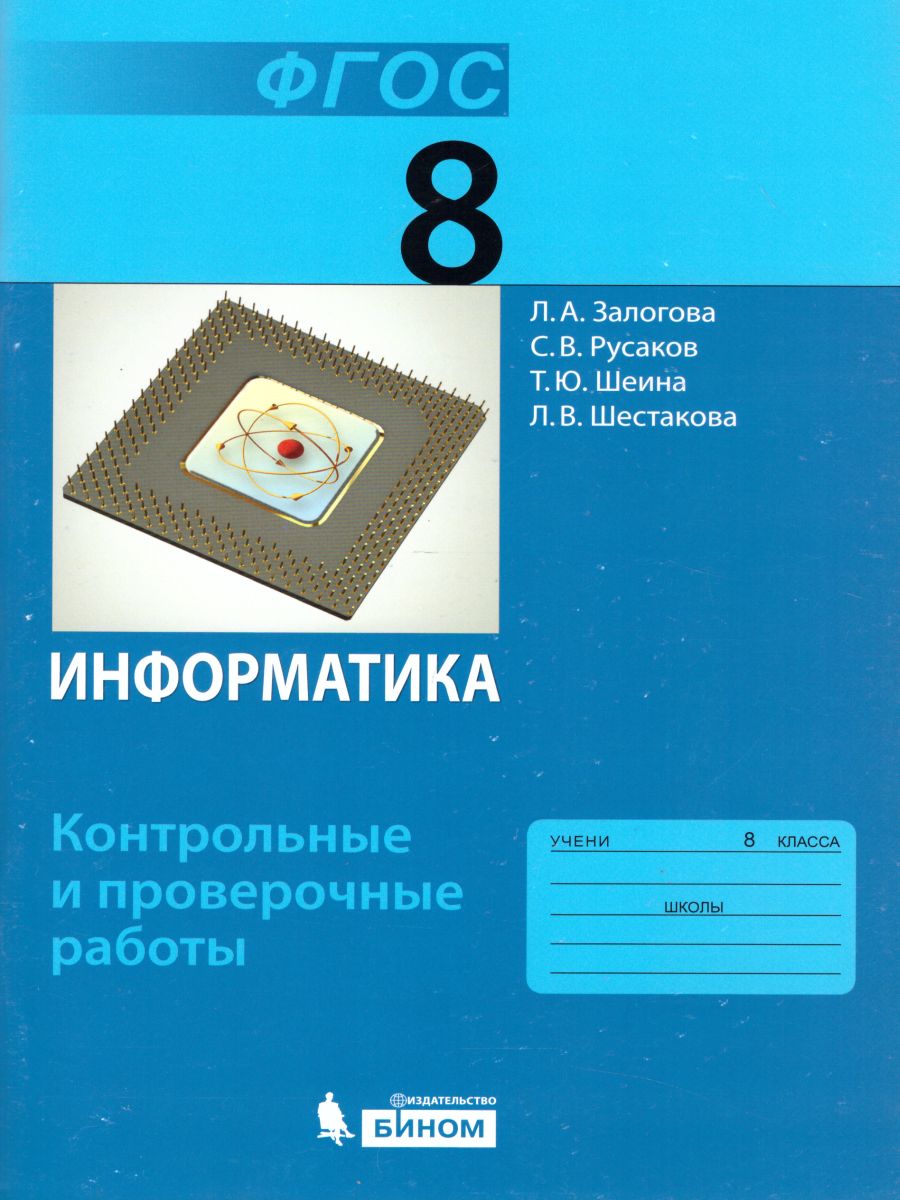 ФГОС
8
Л. А. Залогова
С. В. Русаков
Т. Ю. Шеина
Л. В. Шестакова
ИНФОРМАТИКА
Контрольные
и проверочные
работы
УЧЕНИ 8 КЛАССА
ШКОЛЫ
ИЗДАТЕЛЬСТВО
БИНОМ